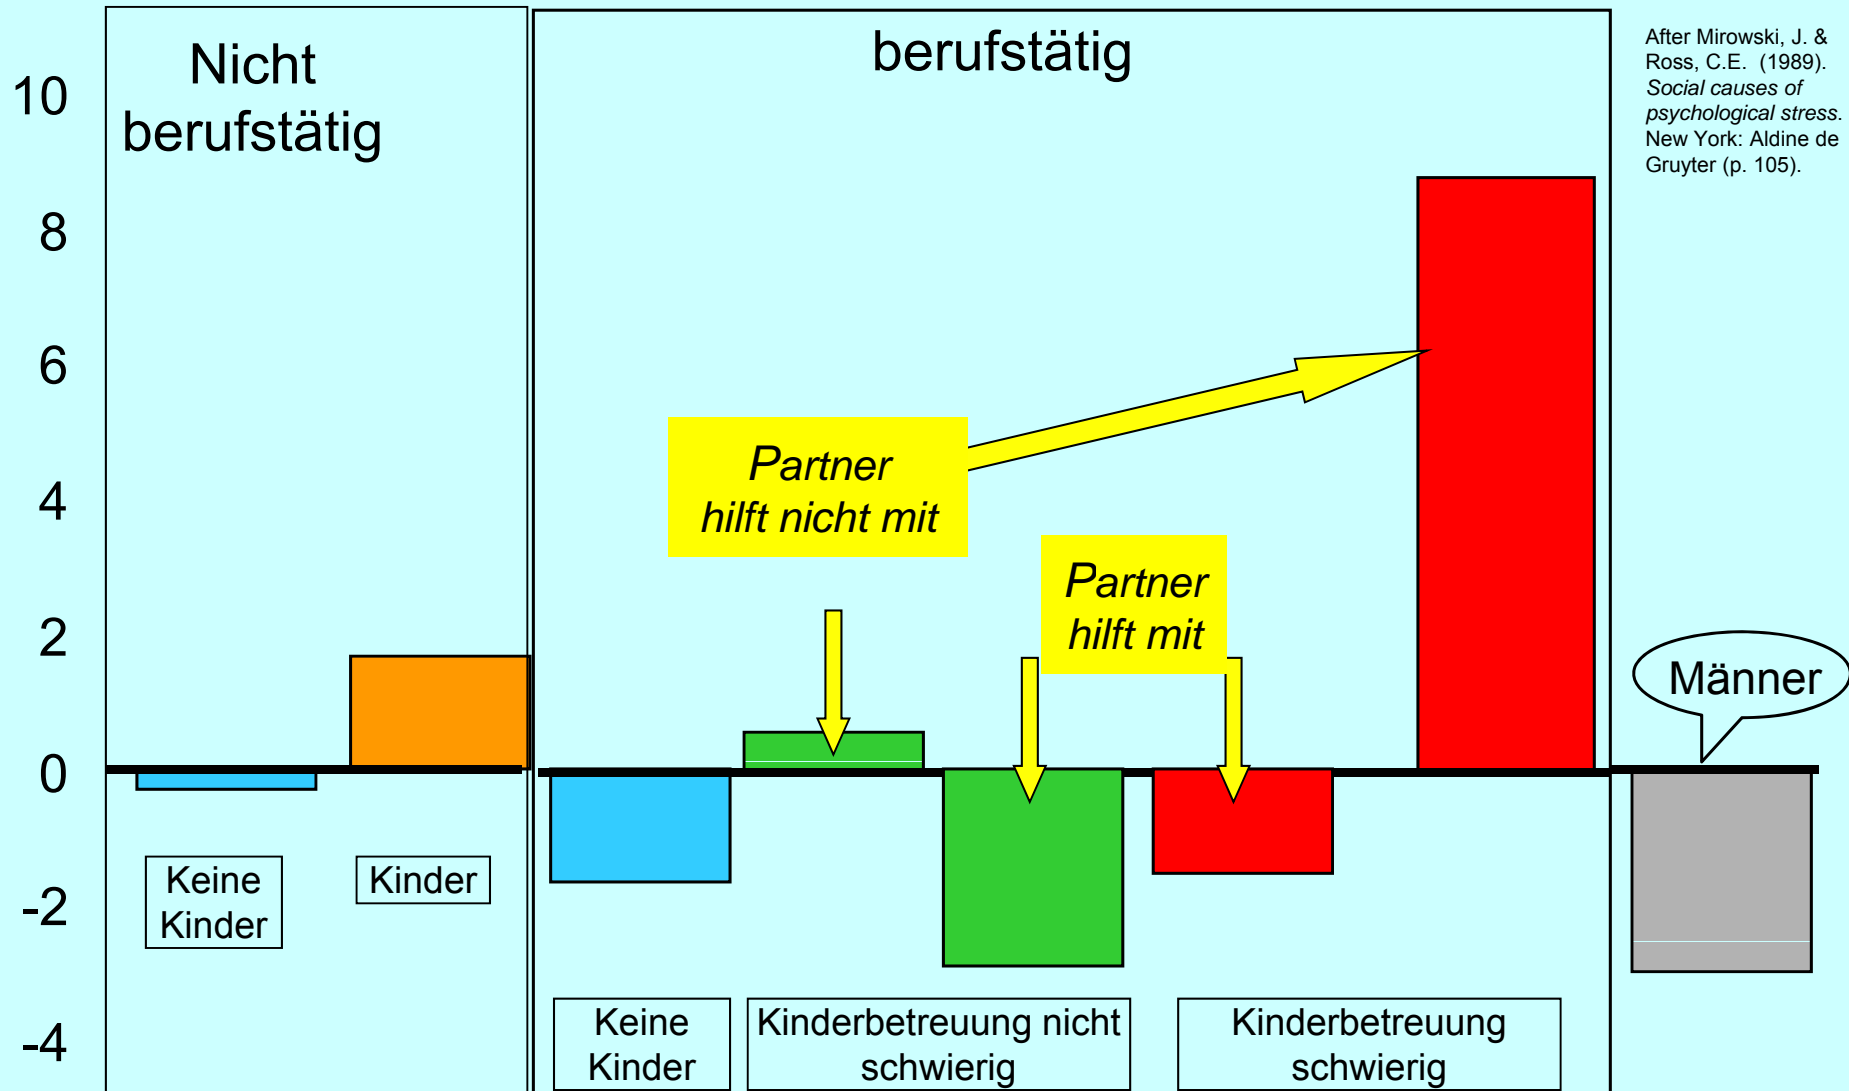 Nicht
berufstätig
berufstätig
After Mirowski, J. &
Ross, C.E. (1989).
Social causes of
psychological stress.
New York: Aldine de
Gruyter (p. 105).
10
8
6
4
2
0
-2
-4
Partner
hilft nicht mit
Partner
hilft mit
Männer
Keine
Kinder
Kinder
Keine
Kinder
Kinderbetreuung nicht
schwierig
Kinderbetreuung
schwierig